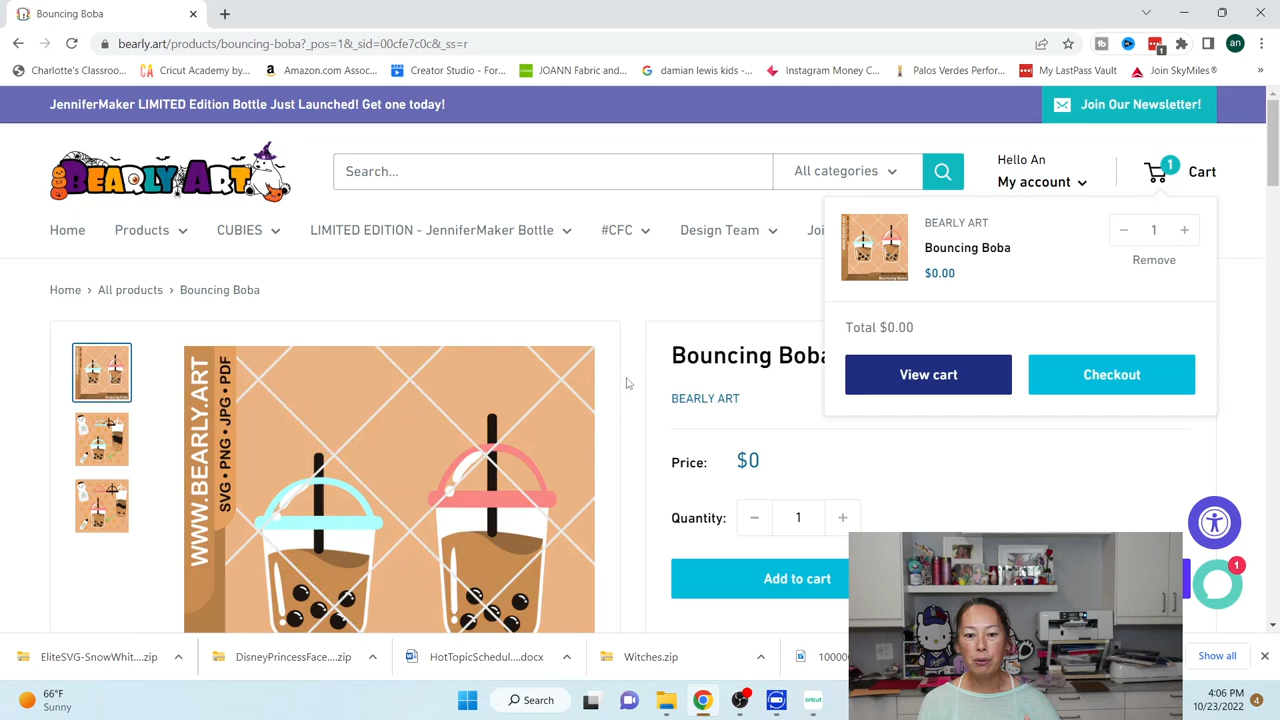 Bouncing Boba
bearly.art/products/bouncing-boba?_pos=1&_sid=00cfe7c0c&_ss=r
an
Charlotte's Classroo...
Cricut Academy by...
Amazon.com Assoc...
Creator Studio - For...
JOANN Fabric and...
damian lewis kids -...
Instagram Money C...
Palos Verdes Perfor...
My LastPass Vault
Join SkyMiles®
»
JenniferMaker LIMITED Edition Bottle Just Launched! Get one today!
Join Our Newsletter!
BEARLY ART
Search...
All categories
Hello An
My account
1
Cart
Home
Products
CUBIES
LIMITED EDITION - JenniferMaker Bottle
#CFC
Design Team
Joi
BEARLY ART
Bouncing Boba
$0.00
1
Remove
Total $0.00
View cart
Checkout
Home > All products > Bouncing Boba
WWW.BEARLY.ART
SVG • PNG • JPG • PDF
Bouncing Boba
BEARLY ART
Price: $0
Quantity: 1
Add to cart
1
EliteSVG-SnowWhit....zip
DisneyPrincessFace....zip
HotTopicSchedul....docx
Witches.zip
Show all
66°F
Sunny
Search
cricut
4:06 PM
10/23/2022
4